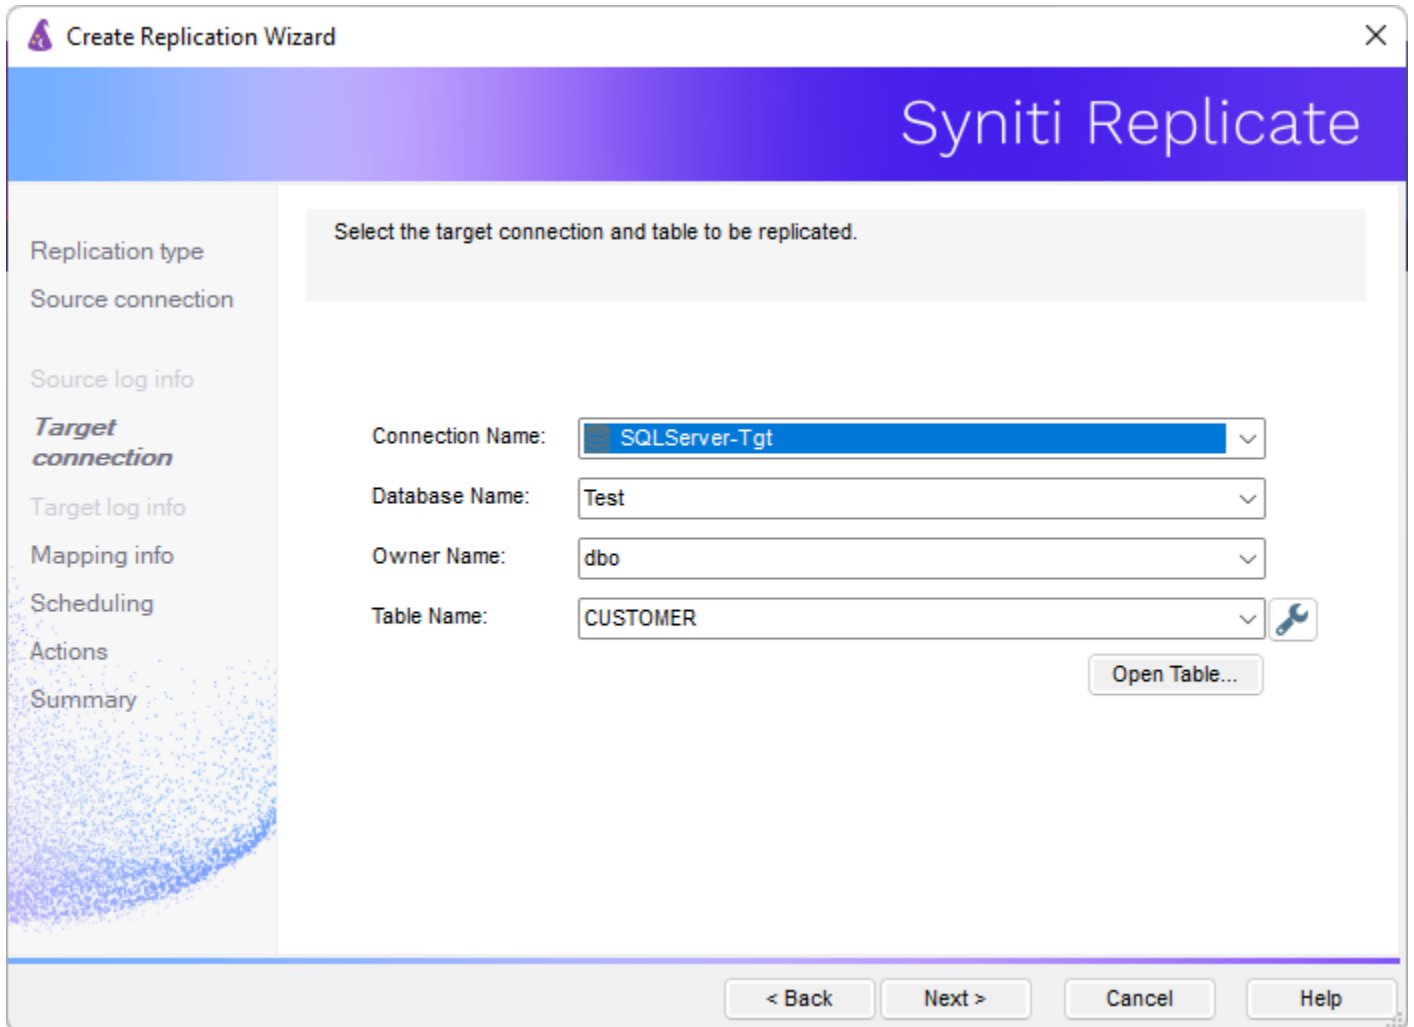 Create Replication Wizard
Syniti Replicate
Replication type
Source connection
Source log info
Target
connection
Target log info
Mapping info
Scheduling
Actions
Summary
Select the target connection and table to be replicated.
Connection Name: SQLServer-Tgt
Database Name: Test
Owner Name: dbo
Table Name: CUSTOMER
Open Table...
< Back Next > Cancel Help